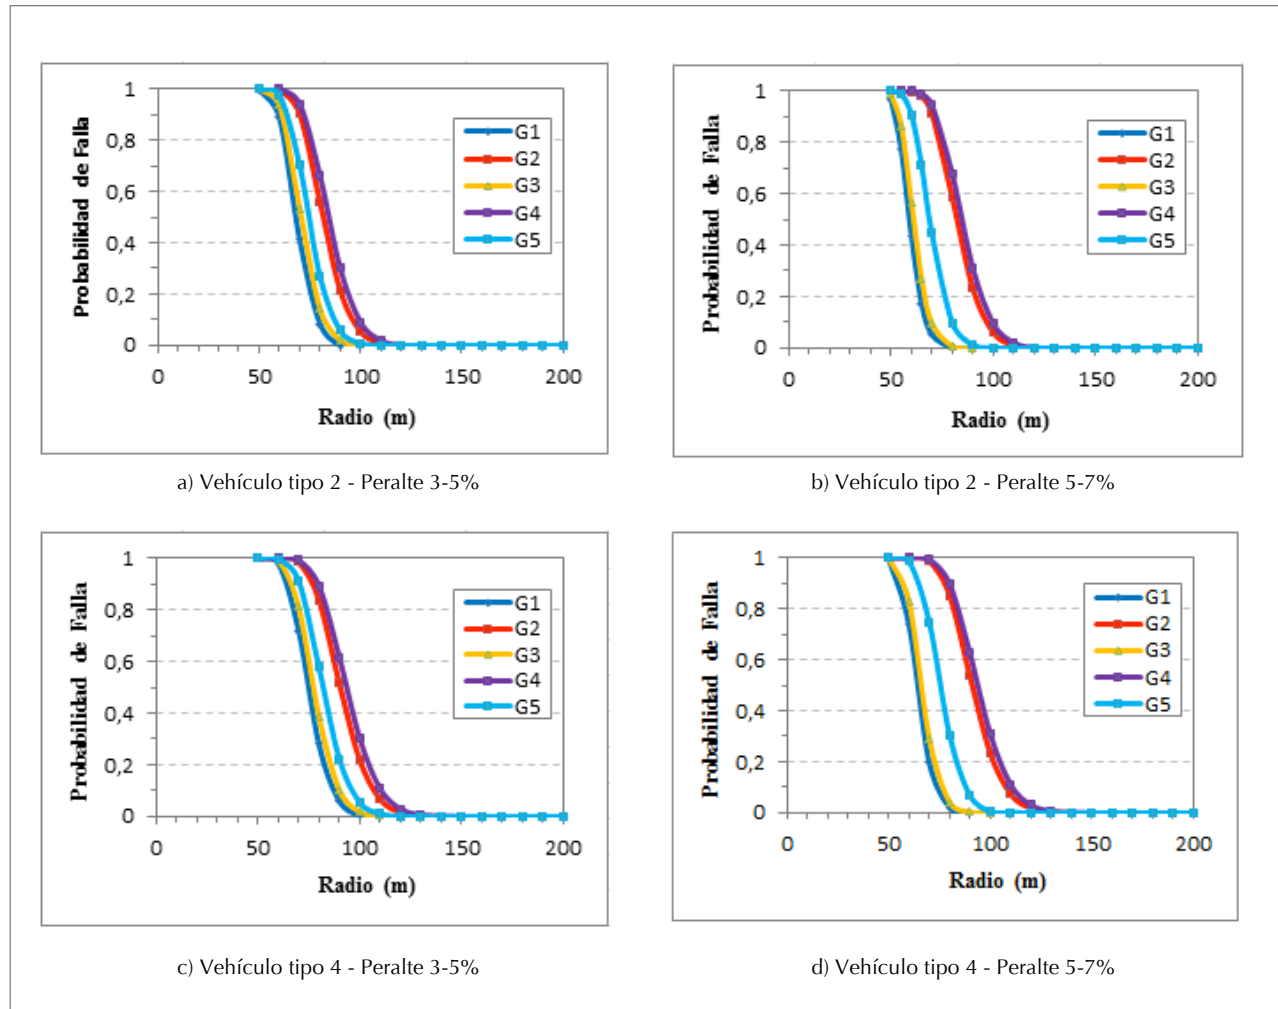 Probabilidad de Falla
1
0,8
0,6
0,4
0,2
0
0 50 100 150 200
Radio (m)
G1
G2
G3
G4
G5
a) Vehículo tipo 2 - Peralte 3-5%
Probabilidad de Falla
1
0,8
0,6
0,4
0,2
0
0 50 100 150 200
Radio (m)
G1
G2
G3
G4
G5
b) Vehículo tipo 2 - Peralte 5-7%
Probabilidad de Falla
1
0,8
0,6
0,4
0,2
0
0 50 100 150 200
Radio (m)
G1
G2
G3
G4
G5
c) Vehículo tipo 4 - Peralte 3-5%
Probabilidad de Falla
1
0,8
0,6
0,4
0,2
0
0 50 100 150 200
Radio (m)
G1
G2
G3
G4
G5
d) Vehículo tipo 4 - Peralte 5-7%